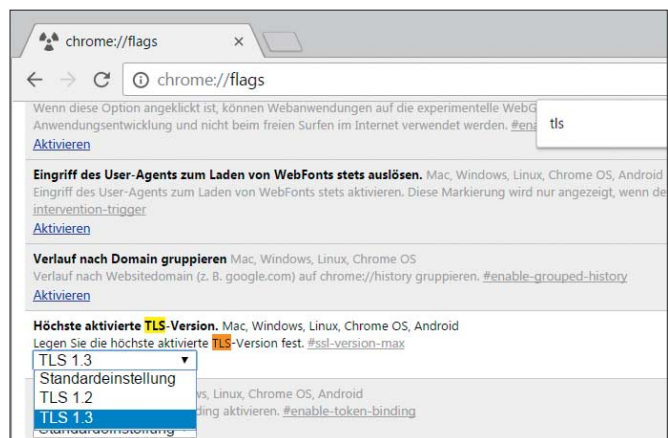 chrome://flags
chrome://flags
tls
Wenn diese Option angeklickt ist, können Webanwendungen auf die experimentelle WebG
Anwendungsentwicklung und nicht beim freien Surfen im Internet verwendet werden. #ena
Aktivieren
Eingriff des User-Agents zum Laden von WebFonts stets auslösen. Mac, Windows, Linux, Chrome OS, Android
Eingriff des User-Agents zum Laden von WebFonts stets aktivieren. Diese Markierung wird nur angezeigt, wenn de
intervention-trigger
Aktivieren
Verlauf nach Domain gruppieren Mac, Windows, Linux, Chrome OS
Verlauf nach Websitedomain (z. B. google.com) auf chrome://history gruppieren. #enable-grouped-history
Aktivieren
Höchste aktivierte TLS-Version. Mac, Windows, Linux, Chrome OS, Android
Legen Sie die höchste aktivierte TLS-Version fest. #ssl-version-max
TLS 1.3
Standardeinstellung
TLS 1.2
TLS 1.3
ws, Linux, Chrome OS, Android
ding aktivieren. #enable-token-binding
Standardeinstellung